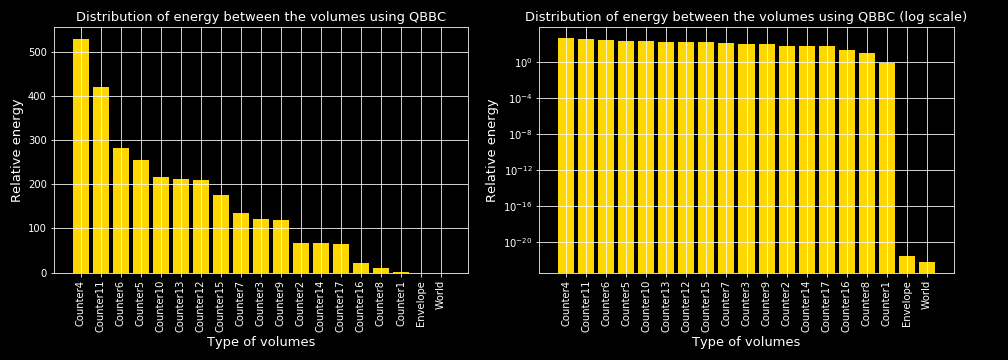 Distribution of energy between the volumes using QBBC
Relative energy
500
400
300
200
100
0
Counter4
Counter11
Counter6
Counter5
Counter10
Counter13
Counter12
Counter15
Counter7
Counter3
Counter9
Counter2
Counter14
Counter17
Counter16
Counter8
Counter1
Envelope
World
Type of volumes
Distribution of energy between the volumes using QBBC (log scale)
Relative energy
10⁰
10⁻⁴
10⁻⁸
10⁻¹²
10⁻¹⁶
10⁻²⁰
Counter4
Counter11
Counter6
Counter5
Counter10
Counter13
Counter12
Counter15
Counter7
Counter3
Counter9
Counter2
Counter14
Counter17
Counter16
Counter8
Counter1
Envelope
World
Type of volumes